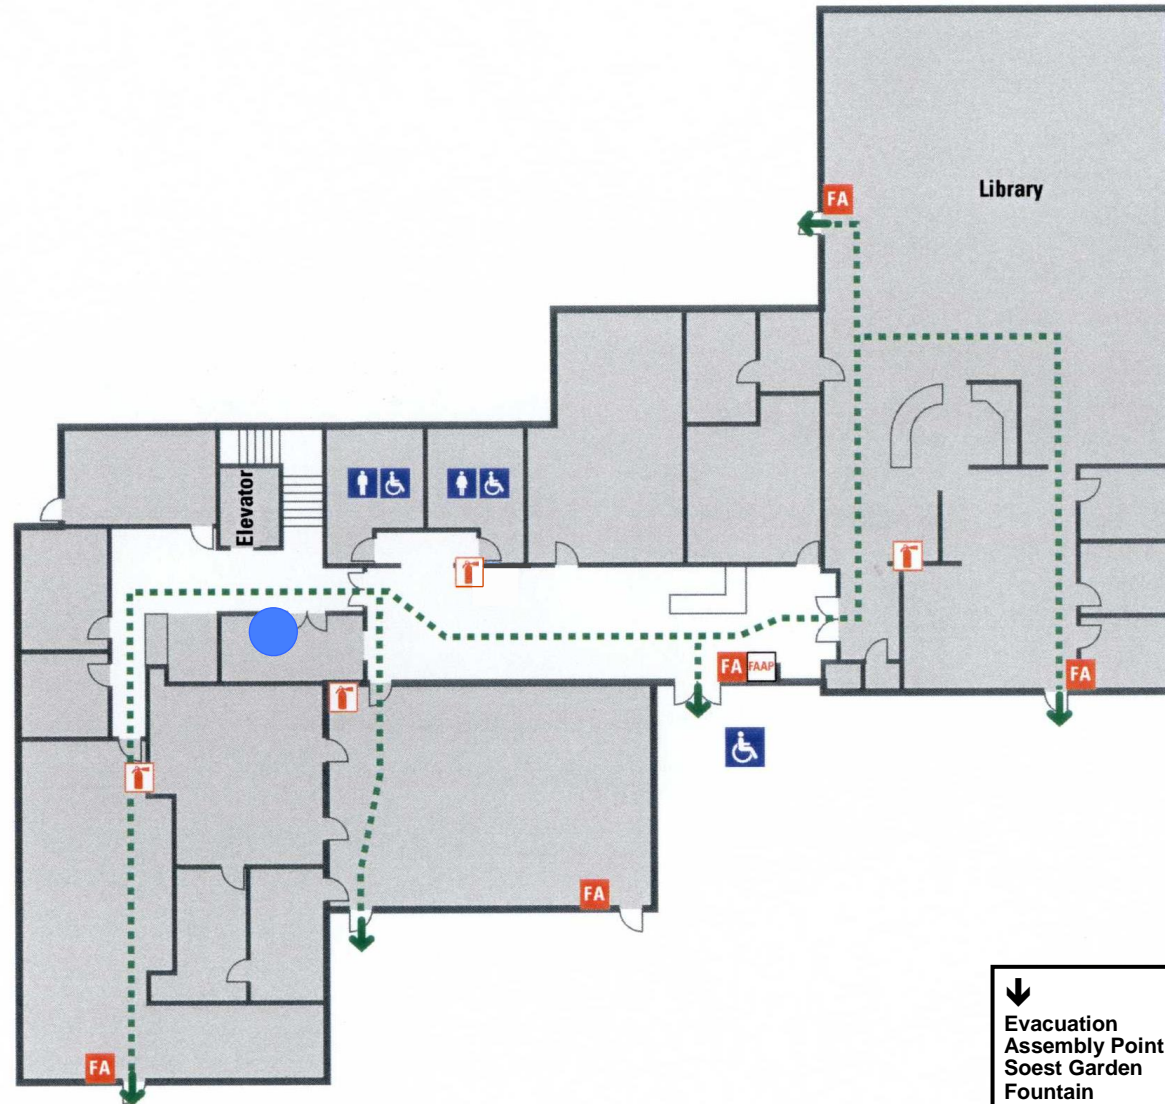 FA
Library
Elevator
FA
FAAP
FA
FA
FA
Evacuation
Assembly Point
Soest Garden
Fountain